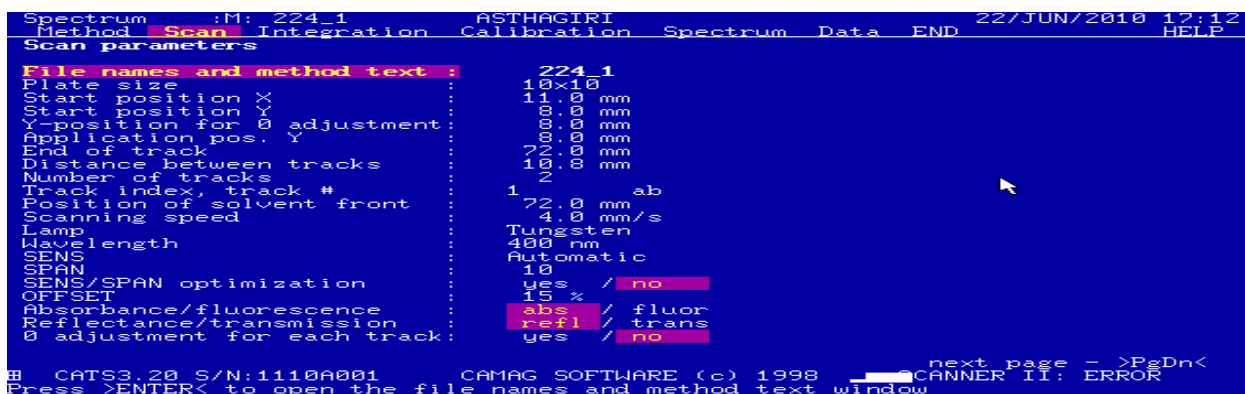 Spectrum :M: 224_1 ASTHAGIRI 22/JUN/2010 17:12
Method Scan Integration Calibration Spectrum Data END HELP
Scan parameters
File names and method text : 224_1
Plate size : 10x10
Start position X : 11.0 mm
Start position Y : 8.0 mm
Y-position for 0 adjustment: 8.0 mm
Application pos. Y : 8.0 mm
End of track : 72.0 mm
Distance between tracks : 10.8 mm
Number of tracks : 2
Track index, track # : 1 ab
Position of solvent front : 72.0 mm
Scanning speed : 4.0 mm/s
Lamp : Tungsten
Wavelength : 400 nm
SENS : Automatic
SPAN : 10
SENS/SPAN optimization : yes / no
OFFSET : 15 %
Absorbance/fluorescence : abs / fluor
Reflectance/transmission : refl / trans
0 adjustment for each track: yes / no
next page - >PgDn<
CATS3.20 S/N:1110A001 CAMAG SOFTWARE (c) 1998 CANNER II: ERROR
Press >ENTER< to open the file names and method text window